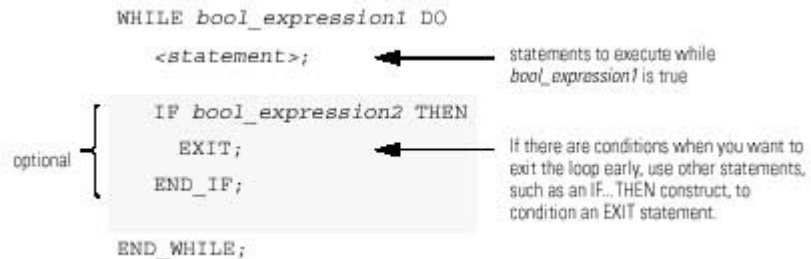 WHILE bool_expression1 DO
<statement>;
statements to execute while
bool_expression1 is true
optional
IF bool_expression2 THEN
EXIT;
END_IF;
If there are conditions when you want to
exit the loop early, use other statements,
such as an IF...THEN construct, to
condition an EXIT statement.
END_WHILE;